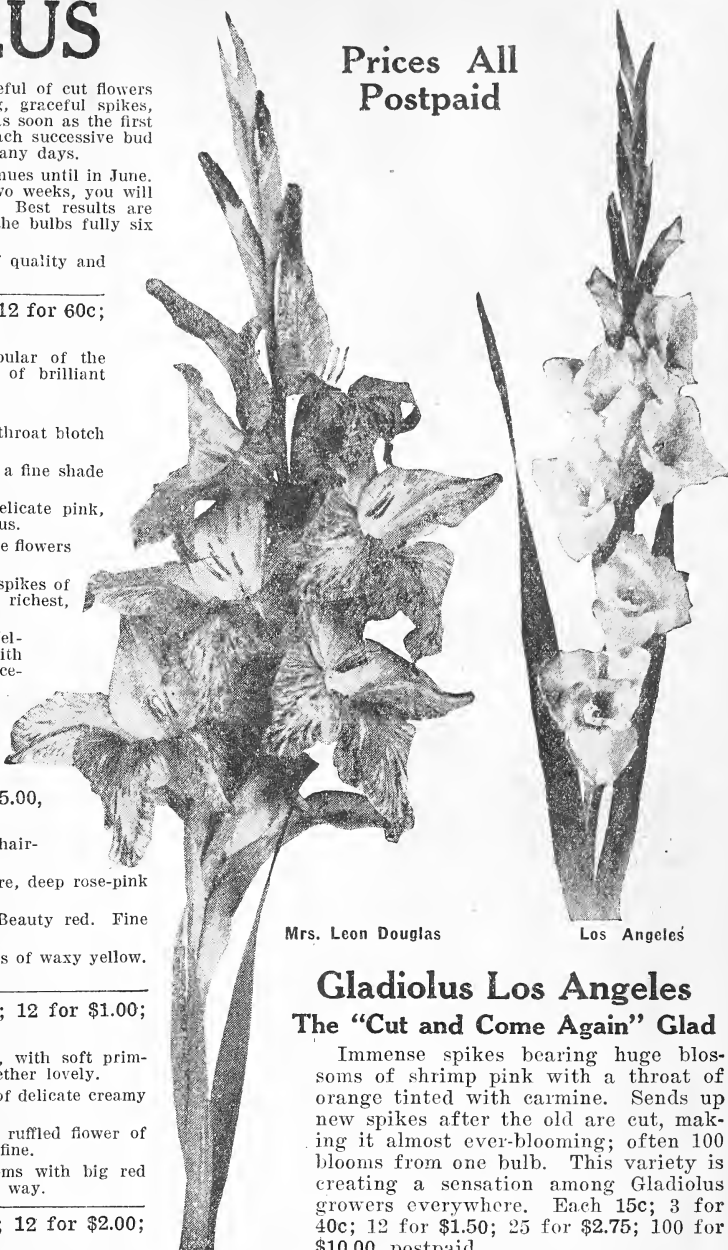 LUS
eful of cut flowers
, graceful spikes,
s soon as the first
ach successive bud
any days.
nues until in June.
wo weeks, you will
Best results are
he bulbs fully six
quality and
12 for 60c;
pular of the
of brilliant
throat blotch
a fine shade
elicate pink,
us.
e flowers
spikes of
richest,
el-
ith
ce-
5.00,
hair-
re, deep rose-pink
Beauty red. Fine
s of waxy yellow.
; 12 for $1.00;
, with soft prim-
ether lovely.
of delicate creamy
ruffled flower of
fine.
ms with big red
way.
; 12 for $2.00;
Prices All
Postpaid
Mrs. Leon Douglas
Los Angeles
Gladiolus Los Angeles
The “Cut and Come Again” Glad
Immense spikes bearing huge blos-
soms of shrimp pink with a throat of
orange tinted with carmine. Sends up
new spikes after the old are cut, mak-
ing it almost ever-blooming; often 100
blooms from one bulb. This variety is
creating a sensation among Gladiolus
growers everywhere. Each 15c; 3 for
40c; 12 for $1.50; 25 for $2.75; 100 for
$10.00, postpaid